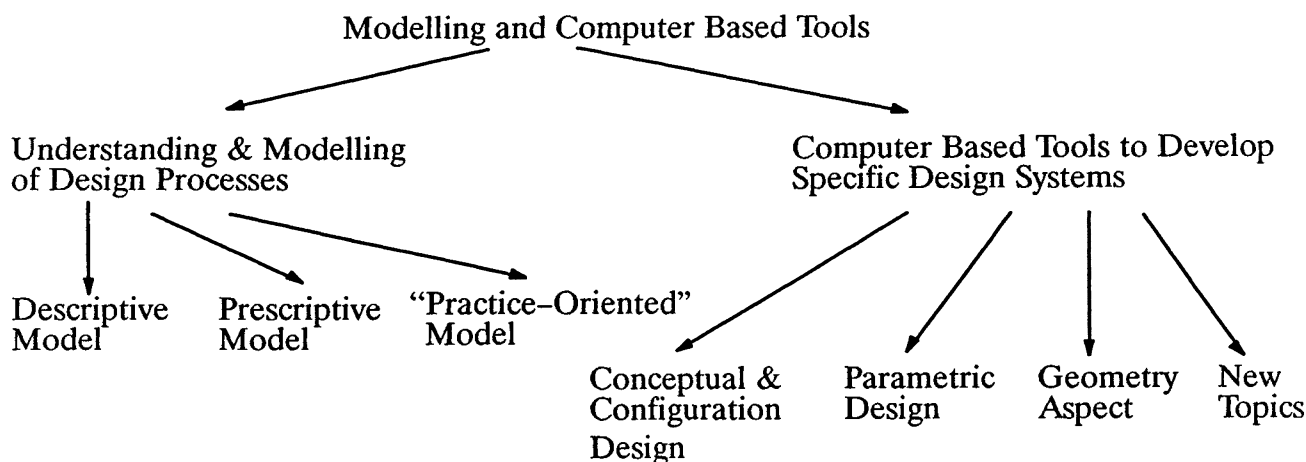 Modelling and Computer Based Tools
Understanding & Modelling
of Design Processes
Computer Based Tools to Develop
Specific Design Systems
Descriptive
Model
Prescriptive
Model
“Practice–Oriented”
Model
Conceptual &
Configuration
Design
Parametric
Design
Geometry
Aspect
New
Topics